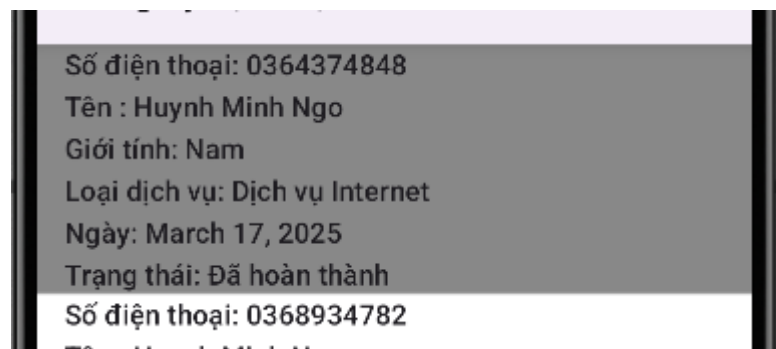 Số điện thoại: 0364374848
Tên : Huynh Minh Ngo
Giới tính: Nam
Loại dịch vụ: Dịch vụ Internet
Ngày: March 17, 2025
Trạng thái: Đã hoàn thành
Số điện thoại: 0368934782